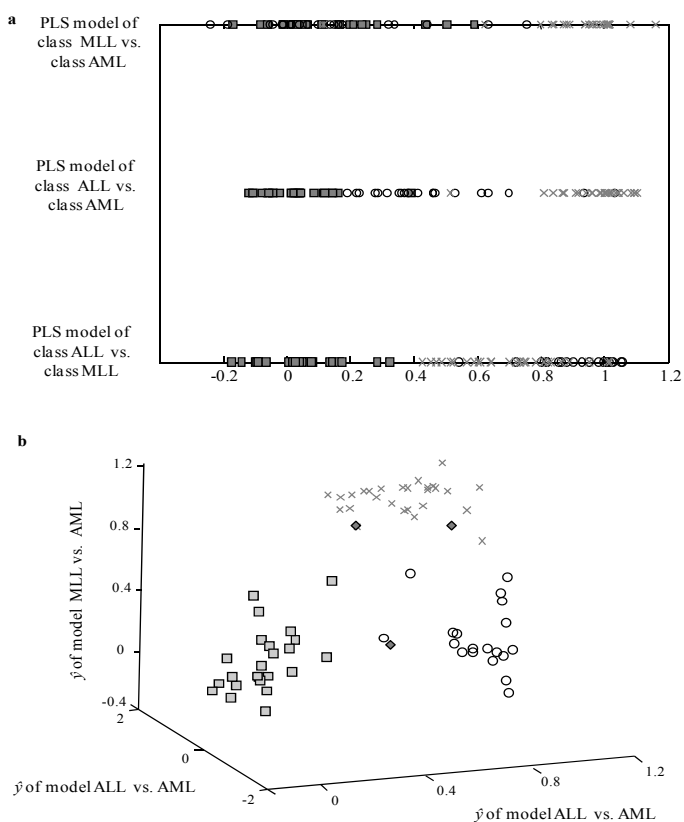 a
PLS model of
class MLL vs.
class AML
PLS model of
class ALL vs.
class AML
PLS model of
class ALL vs.
class MLL
-0.2 0 0.2 0.4 0.6 0.8 1 1.2
b
1.2
0.8
0.4
0
-0.4
2
0
-2
0
0.4
0.8
1.2
ŷ of model MLL vs. AML
ŷ of model ALL vs. AML
ŷ of model ALL vs. AML